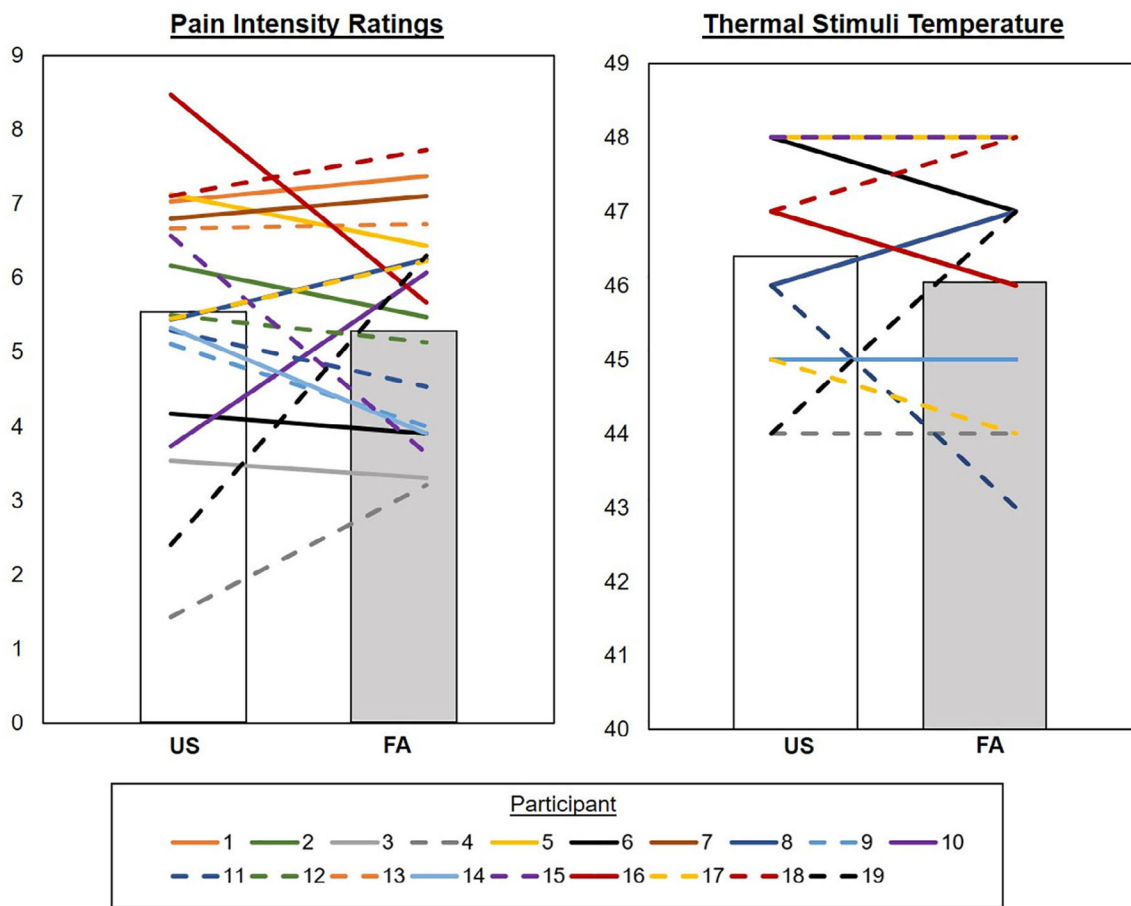 Pain Intensity Ratings
9
8
7
6
5
4
3
2
1
0
US FA
Thermal Stimuli Temperature
49
48
47
46
45
44
43
42
41
40
US FA
Participant
1 2 3 4 5 6 7 8 9 10
11 12 13 14 15 16 17 18 19